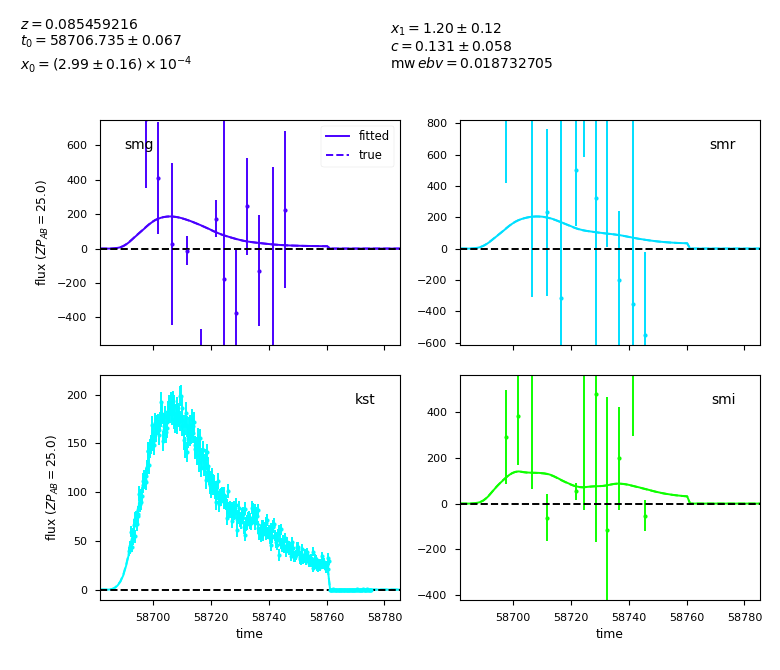 z = 0.085459216
t₀ = 58706.735 ± 0.067
x₀ = (2.99 ± 0.16) × 10⁻⁴
x₁ = 1.20 ± 0.12
c = 0.131 ± 0.058
mw ebv = 0.018732705
smg
fitted
true
600
400
200
0
−200
−400
flux (ZP_AB = 25.0)
smr
800
600
400
200
0
−200
−400
−600
kst
200
150
100
50
0
flux (ZP_AB = 25.0)
58700 58720 58740 58760 58780
time
smi
400
200
0
−200
−400
58700 58720 58740 58760 58780
time